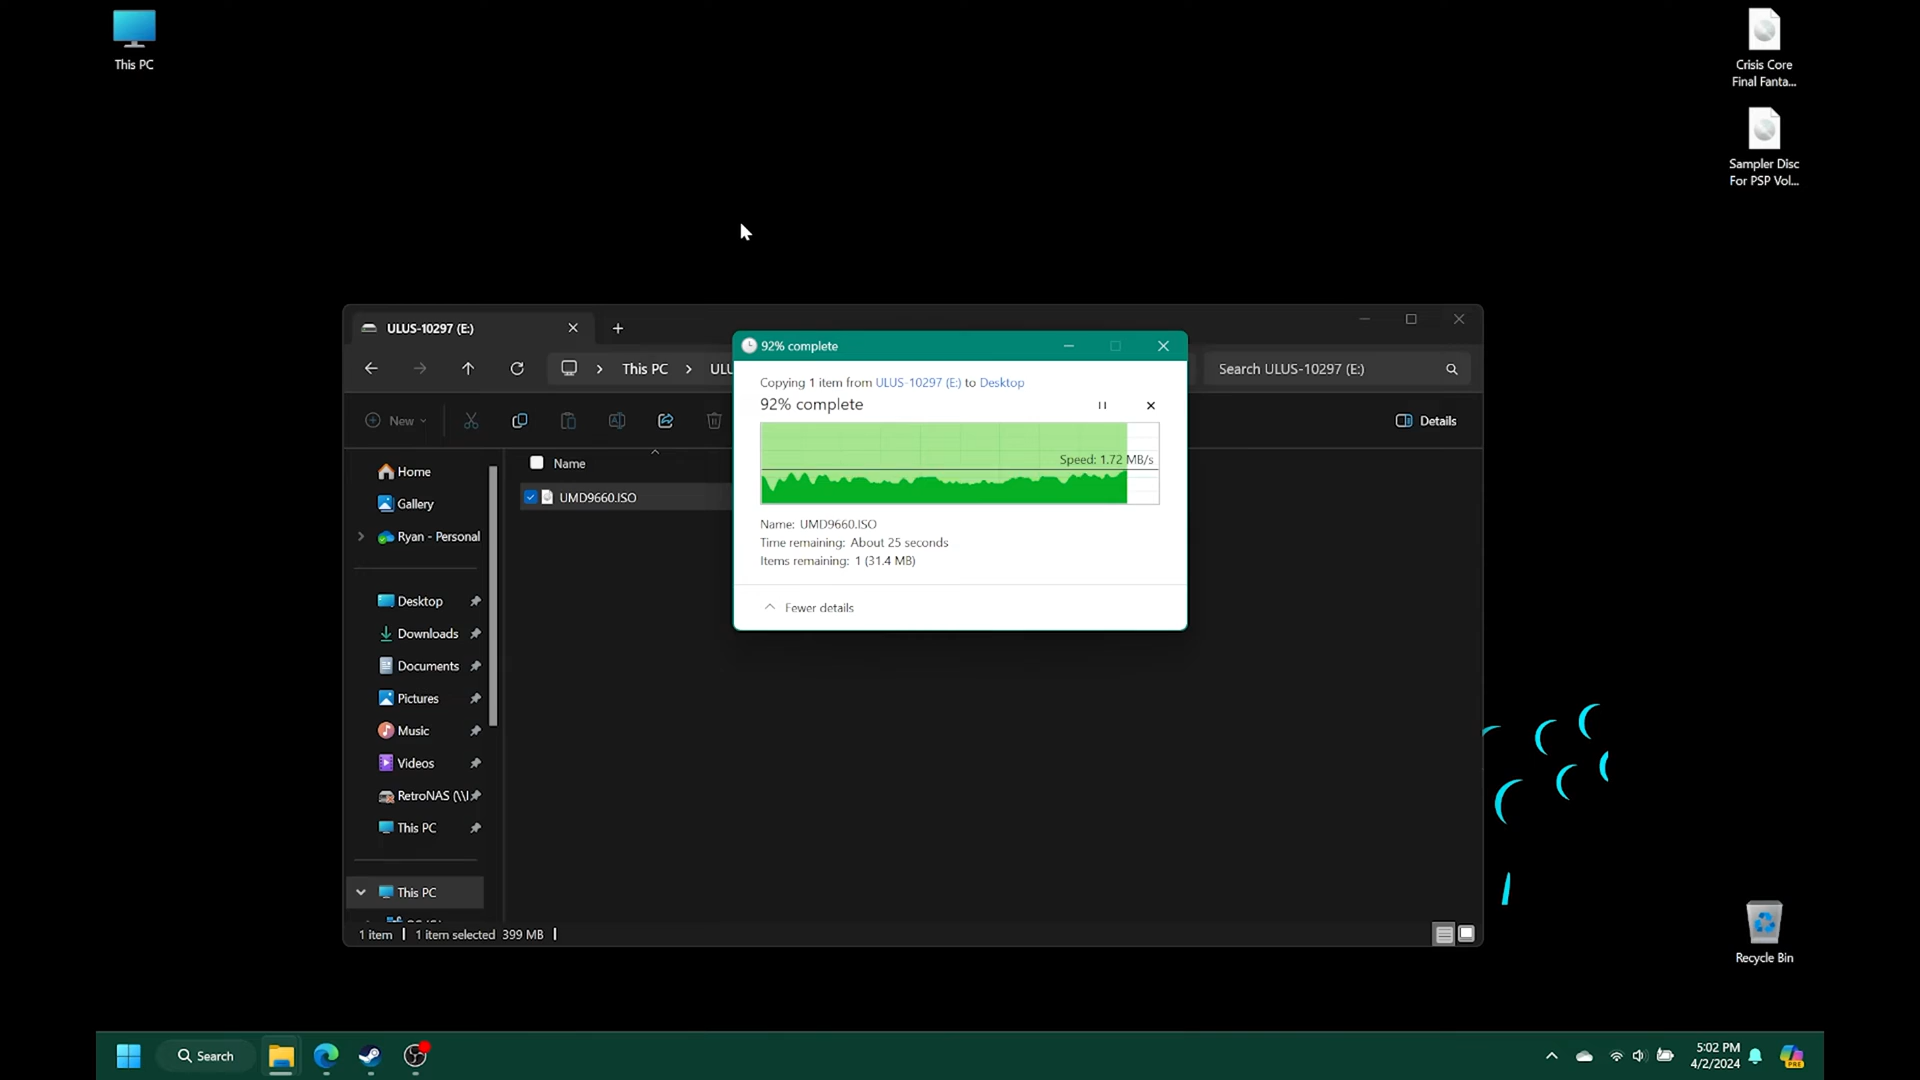 This PC
Crisis Core
Final Fanta...
Sampler Disc
For PSP Vol...
ULUS-10297 (E:)
This PC
ULU
Search ULUS-10297 (E:)
New
Details
92% complete
Copying 1 item from ULUS-10297 (E:) to Desktop
92% complete
Speed: 1.72 MB/s
Name: UMD9660.ISO
Time remaining: About 25 seconds
Items remaining: 1 (31.4 MB)
Fewer details
Name
UMD9660.ISO
Home
Gallery
Ryan - Personal
Desktop
Downloads
Documents
Pictures
Music
Videos
RetroNAS (\\
This PC
This PC
1 item
1 item selected 399 MB
Recycle Bin
Search
5:02 PM
4/2/2024
PRE